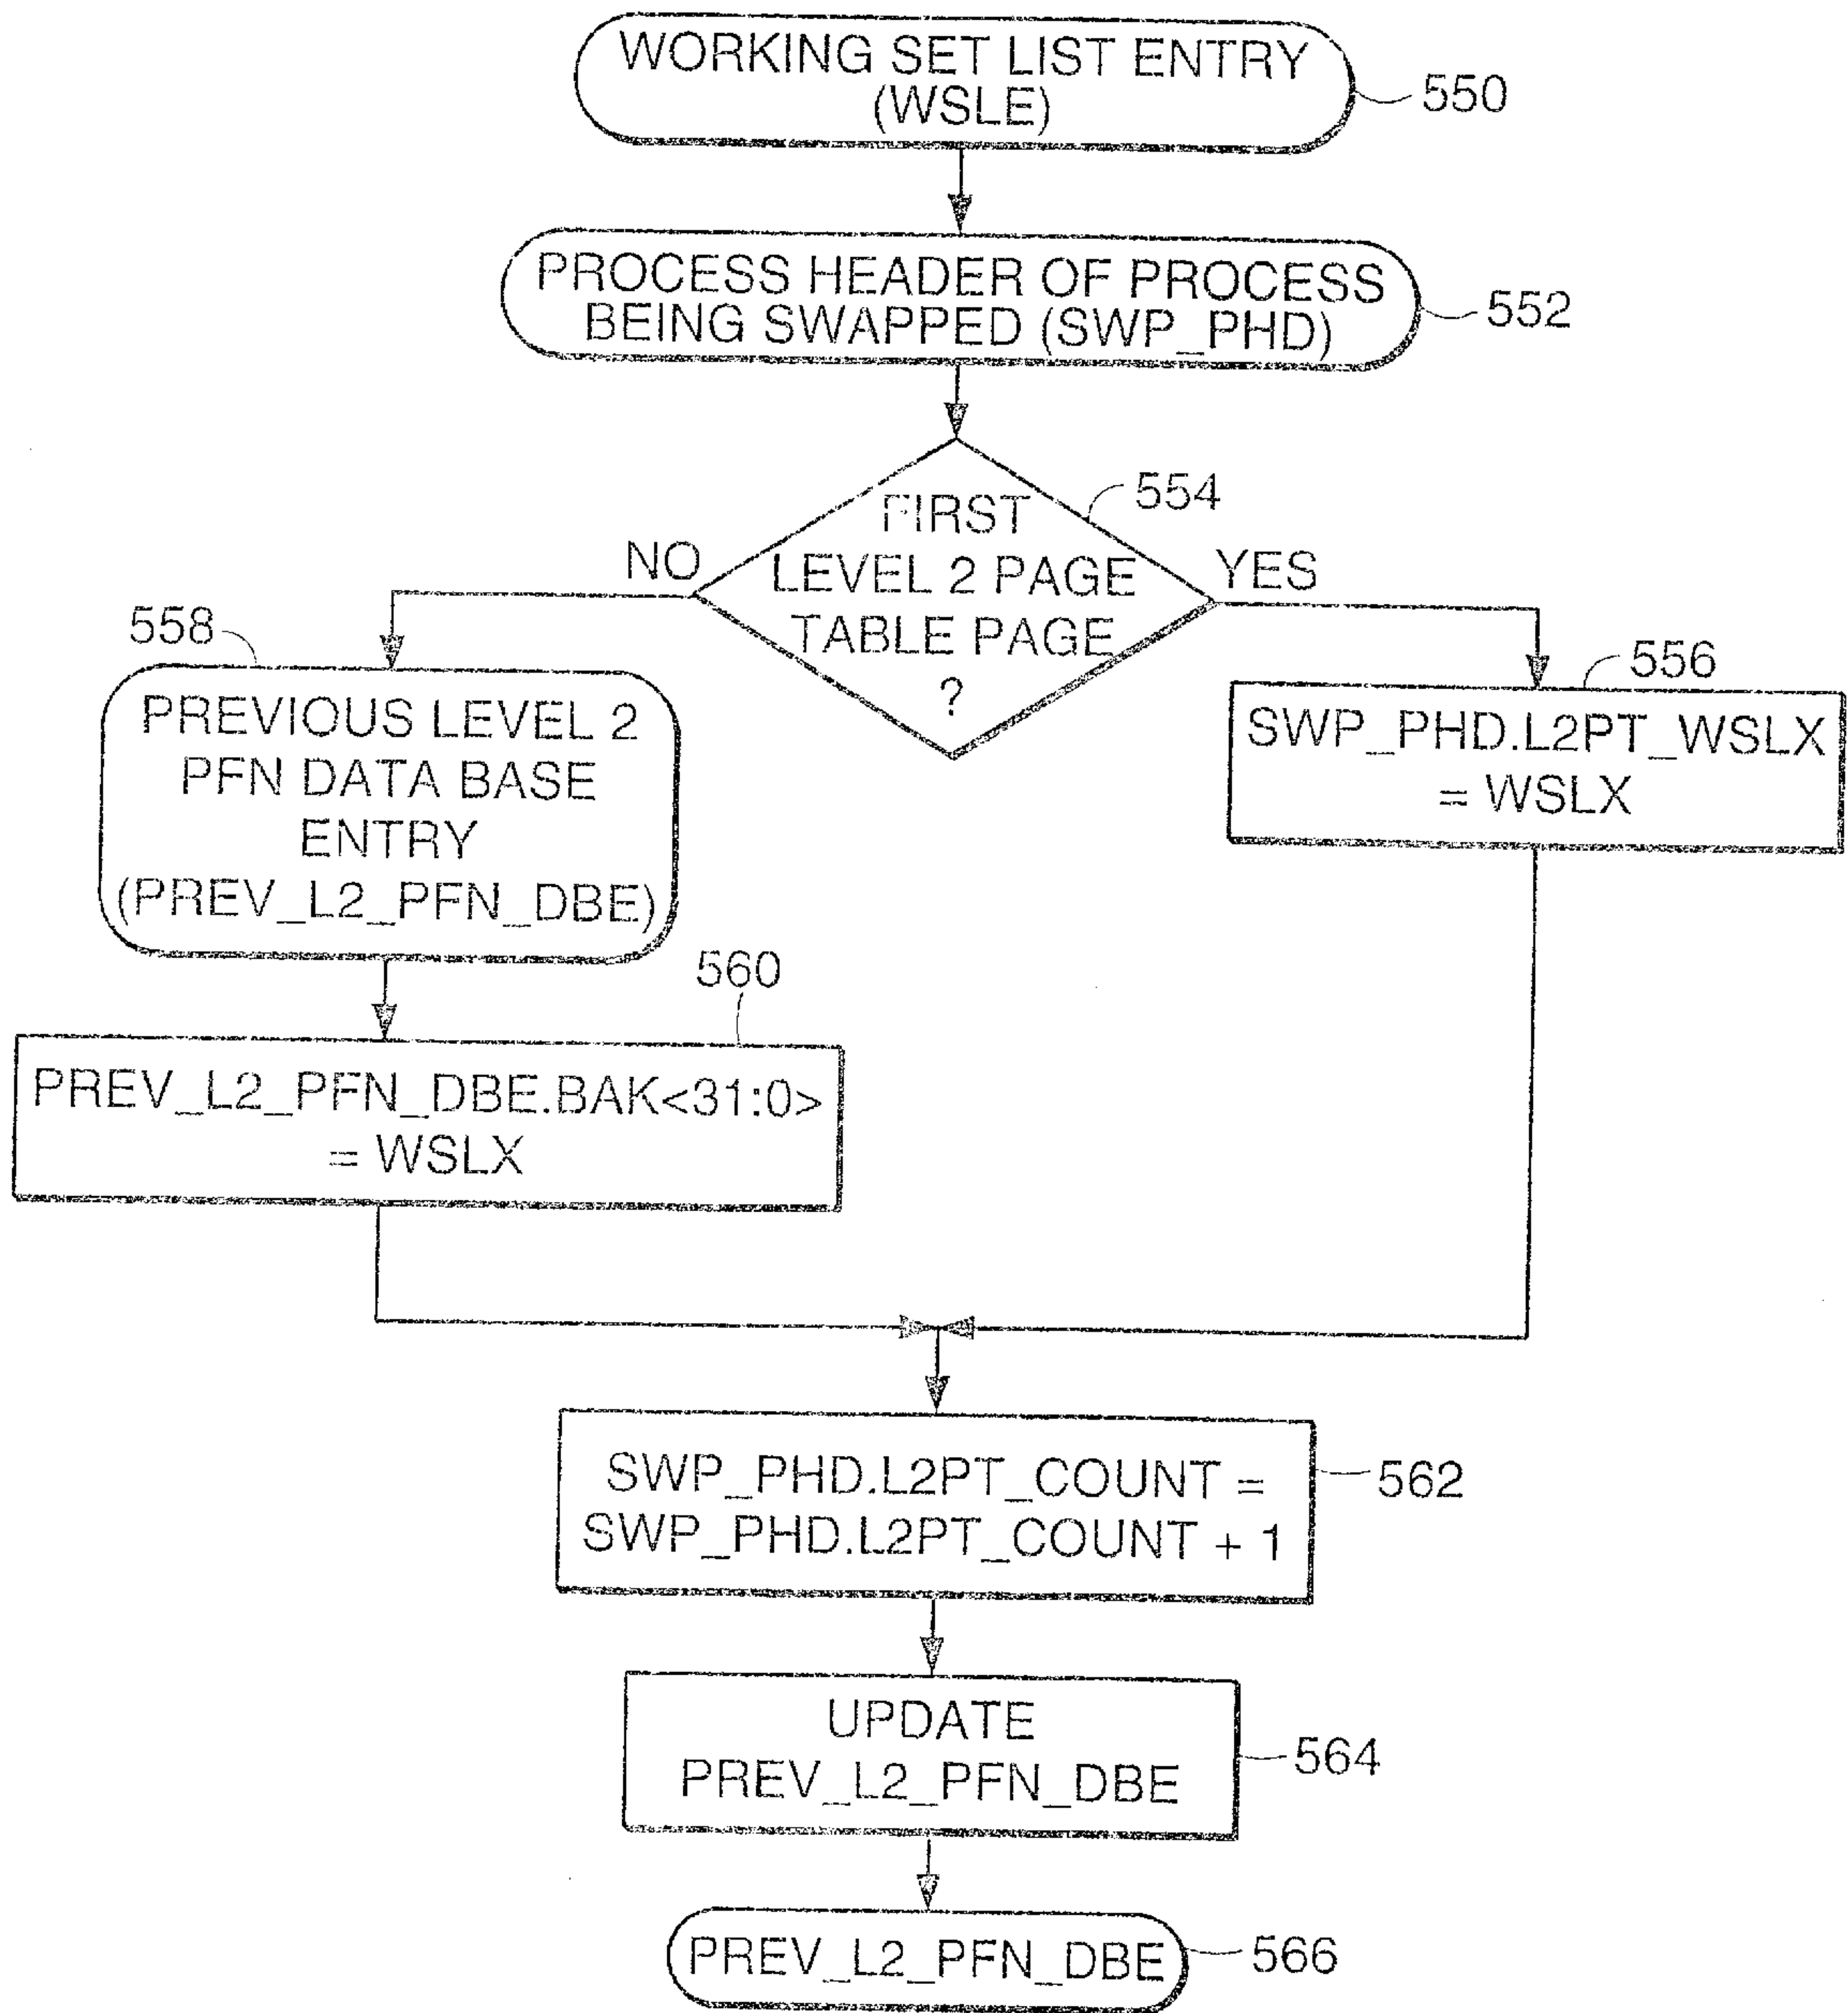 WORKING SET LIST ENTRY
(WSLE)
550
PROCESS HEADER OF PROCESS
BEING SWAPPED (SWP_PHD)
552
554
FIRST
LEVEL 2 PAGE
TABLE PAGE
?
NO
YES
558
PREVIOUS LEVEL 2
PFN DATA BASE
ENTRY
(PREV_L2_PFN_DBE)
556
SWP_PHD.L2PT_WSLX
= WSLX
560
PREV_L2_PFN_DBE.BAK<31:0>
= WSLX
SWP_PHD.L2PT_COUNT =
SWP_PHD.L2PT_COUNT + 1
562
UPDATE
PREV_L2_PFN_DBE
564
PREV_L2_PFN_DBE
566